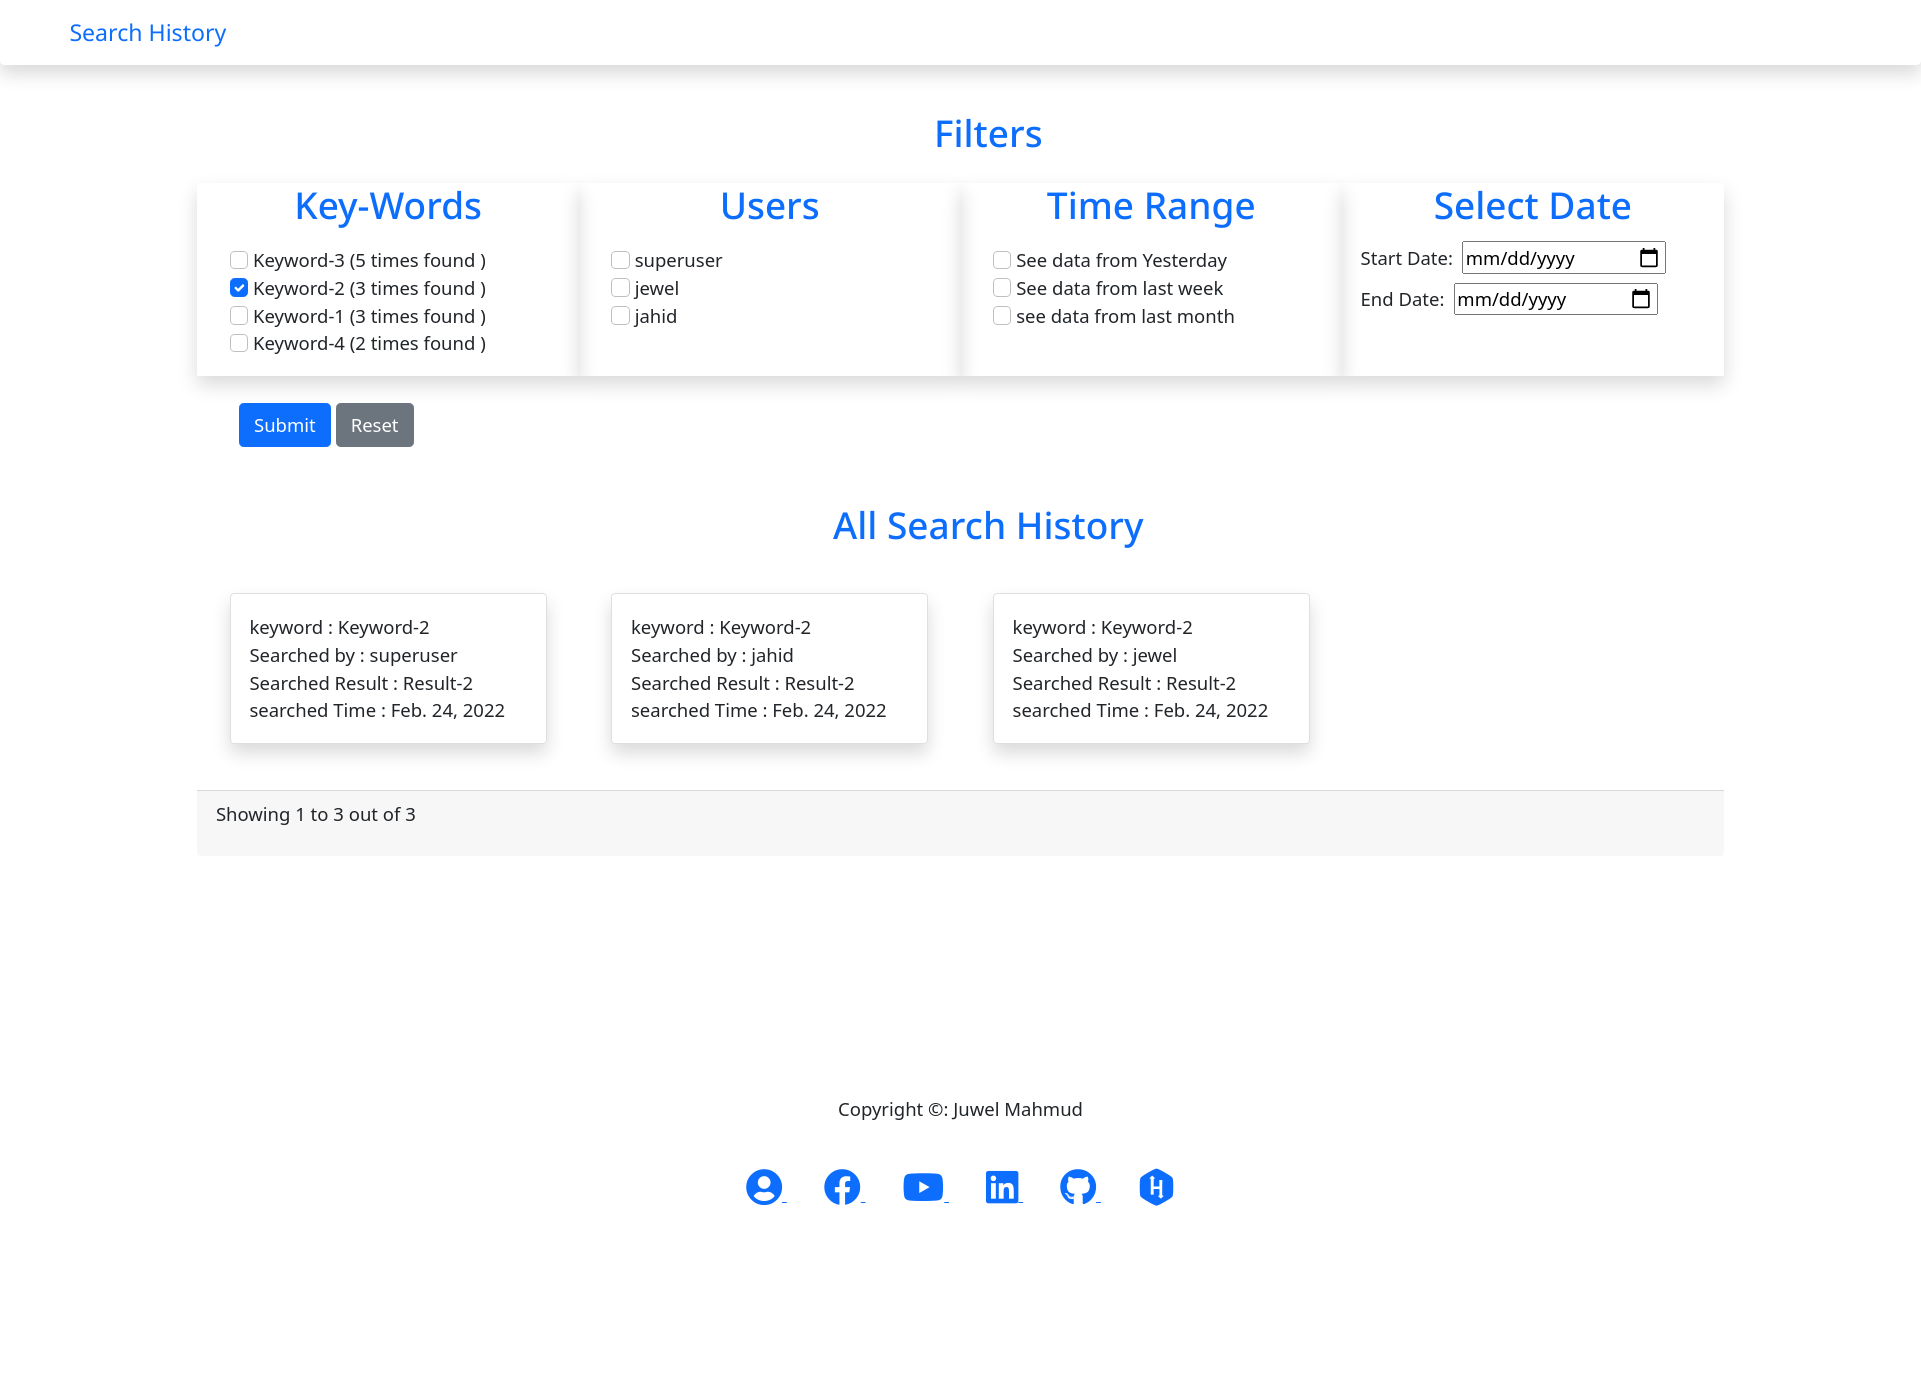 Search History
Filters
Key-Words
Keyword-3 (5 times found )
Keyword-2 (3 times found )
Keyword-1 (3 times found )
Keyword-4 (2 times found )
Users
superuser
jewel
jahid
Time Range
See data from Yesterday
See data from last week
see data from last month
Select Date
Start Date: mm/dd/yyyy
End Date: mm/dd/yyyy
Submit Reset
All Search History
keyword : Keyword-2
Searched by : superuser
Searched Result : Result-2
searched Time : Feb. 24, 2022
keyword : Keyword-2
Searched by : jahid
Searched Result : Result-2
searched Time : Feb. 24, 2022
keyword : Keyword-2
Searched by : jewel
Searched Result : Result-2
searched Time : Feb. 24, 2022
Showing 1 to 3 out of 3
Copyright ©: Juwel Mahmud